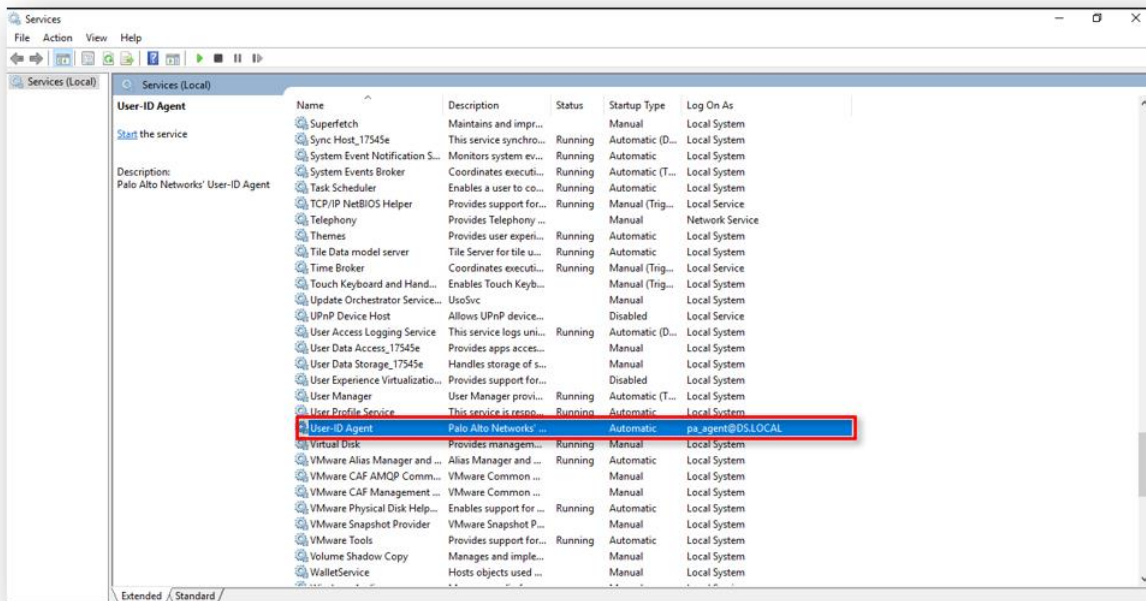 Services
File Action View Help
Services (Local)
Services (Local)
User-ID Agent
Start the service
Description:
Palo Alto Networks' User-ID Agent
Name Description Status Startup Type Log On As
Superfetch Maintains and impr... Manual Local System
Sync Host_17545e This service synchro... Running Automatic (D... Local System
System Event Notification S... Monitors system ev... Running Automatic Local System
System Events Broker Coordinates executi... Running Automatic (T... Local System
Task Scheduler Enables a user to co... Running Automatic Local System
TCP/IP NetBIOS Helper Provides support for... Running Manual (Trig... Local Service
Telephony Provides Telephony ... Manual Network Service
Themes Provides user experi... Running Automatic Local System
Tile Data model server Tile Server for tile u... Running Automatic Local System
Time Broker Coordinates executi... Running Manual (Trig... Local Service
Touch Keyboard and Hand... Enables Touch Keyb... Manual (Trig... Local System
Update Orchestrator Service... UsoSvc Manual Local System
UPnP Device Host Allows UPnP device... Disabled Local Service
User Access Logging Service This service logs uni... Running Automatic (D... Local System
User Data Access_17545e Provides apps acces... Manual Local System
User Data Storage_17545e Handles storage of s... Manual Local System
User Experience Virtualizatio... Provides support for... Disabled Local System
User Manager User Manager provi... Running Automatic (T... Local System
User Profile Service This service is respo... Running Automatic Local System
User-ID Agent Palo Alto Networks' ... Automatic pa_agent@DS.LOCAL
Virtual Disk Provides managem... Running Manual Local System
VMware Alias Manager and ... Alias Manager and ... Running Automatic Local System
VMware CAF AMQP Comm... VMware Common ... Manual Local System
VMware CAF Management ... VMware Common ... Manual Local System
VMware Physical Disk Help... Enables support for ... Running Automatic Local System
VMware Snapshot Provider VMware Snapshot P... Manual Local System
VMware Tools Provides support for... Running Automatic Local System
Volume Shadow Copy Manages and imple... Manual Local System
WalletService Hosts objects used ... Manual Local System
Extended Standard